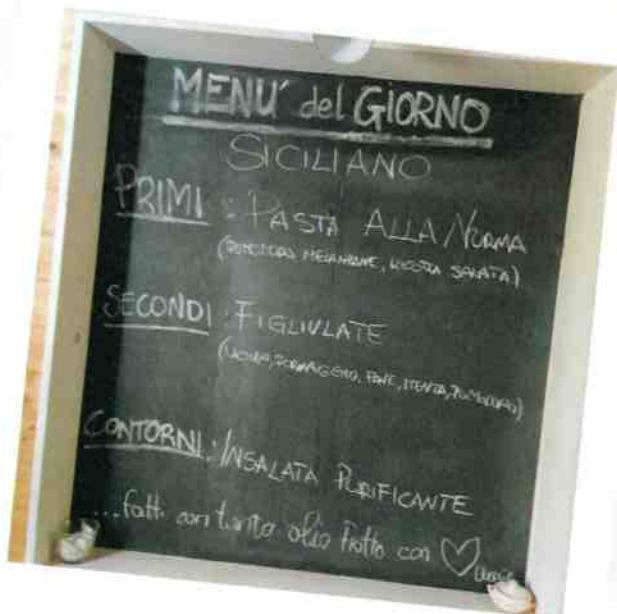 MENU' del GIORNO
SICILIANO
PRIMI : PASTA ALLA NORMA
(POMODORO MELANZANE, RICOTTA SALATA)
SECONDI : FIGLIULATE
(UOVA, FORMAGGIO, PANE, MENTA, POMODORO)
CONTORNI : INSALATA PURIFICANTE
...fatti con tanto olio fritto con